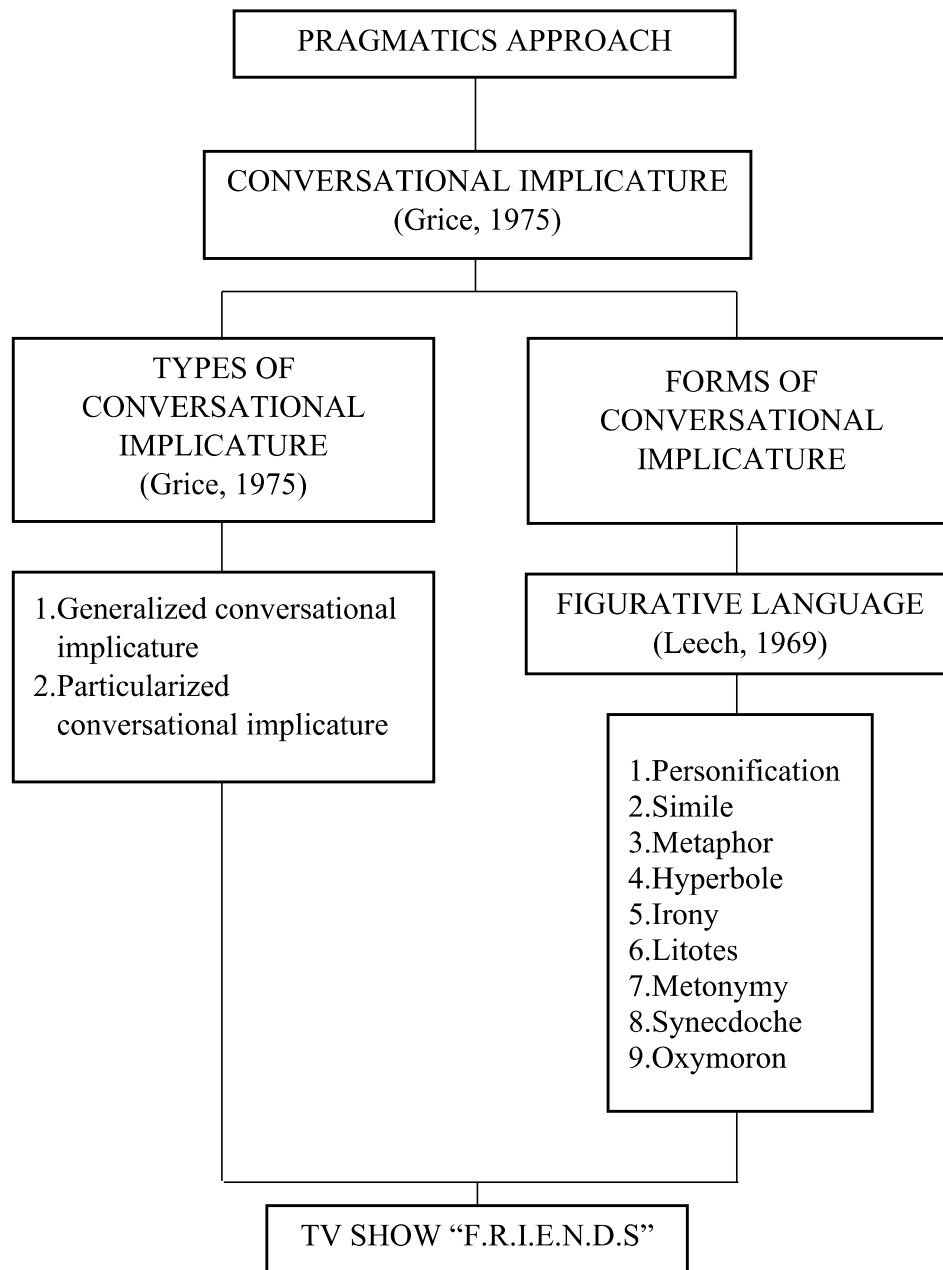 PRAGMATICS APPROACH
CONVERSATIONAL IMPLICATURE
(Grice, 1975)
TYPES OF
CONVERSATIONAL
IMPLICATURE
(Grice, 1975)
1.Generalized conversational
implicature
2.Particularized
conversational implicature
FORMS OF
CONVERSATIONAL
IMPLICATURE
FIGURATIVE LANGUAGE
(Leech, 1969)
1.Personification
2.Simile
3.Metaphor
4.Hyperbole
5.Irony
6.Litotes
7.Metonymy
8.Synecdoche
9.Oxymoron
TV SHOW “F.R.I.E.N.D.S”